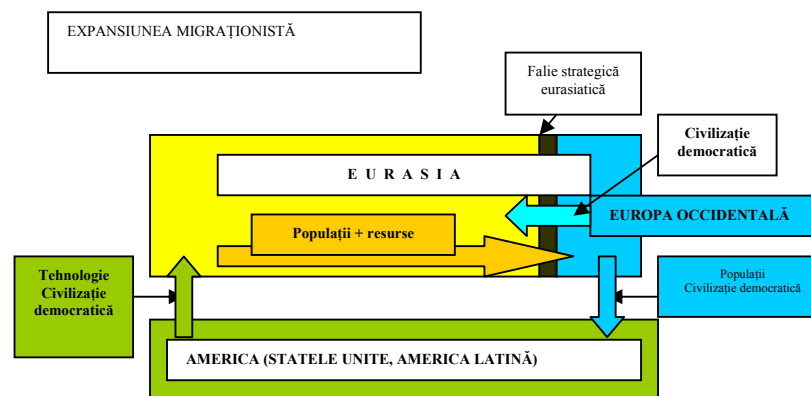 EXPANSIUNEA MIGRAȚIONISTĂ
Falie strategică
eurasiatică
Civilizație
democratică
E U R A S I A
EUROPA OCCIDENTALĂ
Populații + resurse
Tehnologie
Civilizație
democratică
Populații
Civilizație democratică
AMERICA (STATELE UNITE, AMERICA LATINĂ)